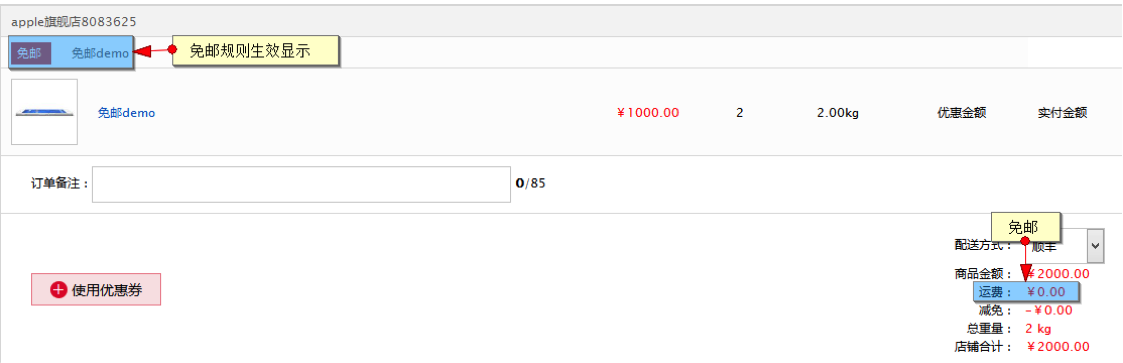 apple旗舰店8083625
免邮 免邮demo 免邮规则生效显示
免邮demo ¥1000.00 2 2.00kg 优惠金额 实付金额
订单备注： 0/85
免邮
配送方式： 顺丰
使用优惠券
商品金额： ¥2000.00
运费： ¥0.00
减免： -¥0.00
总重量： 2 kg
店铺合计： ¥2000.00